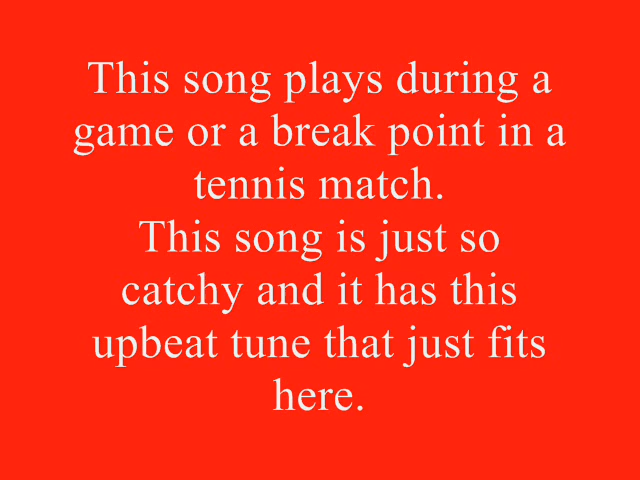 This song plays during a
game or a break point in a
tennis match.
This song is just so
catchy and it has this
upbeat tune that just fits
here.